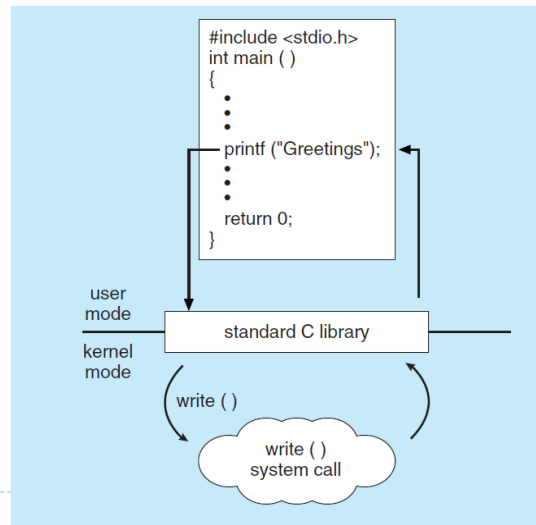 #include <stdio.h>
int main ( )
{
•
•
•
printf ("Greetings");
•
•
•
return 0;
}
user
mode
standard C library
kernel
mode
write ( )
write ( )
system call